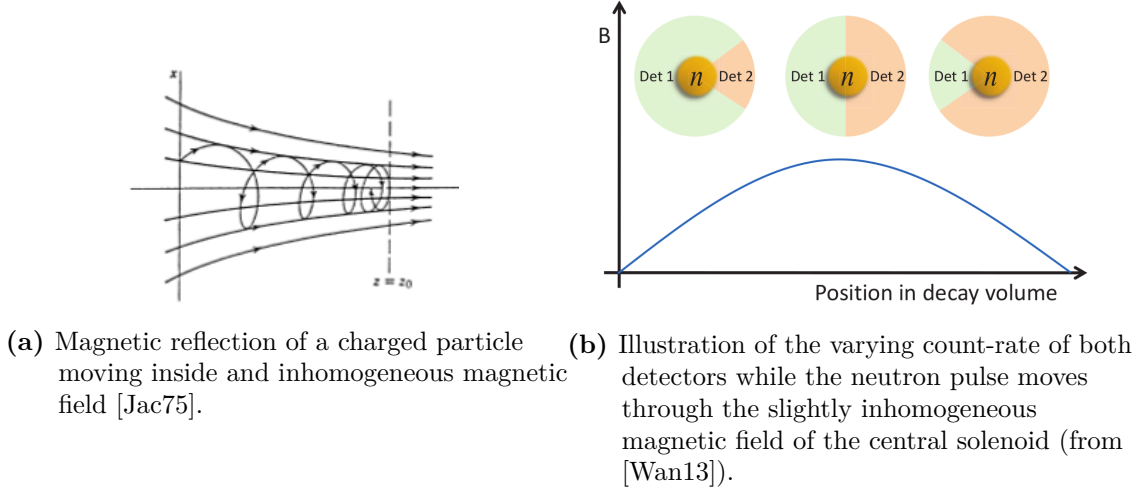 x
z = z₀
(a) Magnetic reflection of a charged particle
moving inside and inhomogeneous magnetic
field [Jac75].
B
Det 1 n Det 2
Det 1 n Det 2
Det 1 n Det 2
Position in decay volume
(b) Illustration of the varying count-rate of both
detectors while the neutron pulse moves
through the slightly inhomogeneous
magnetic field of the central solenoid (from
[Wan13]).